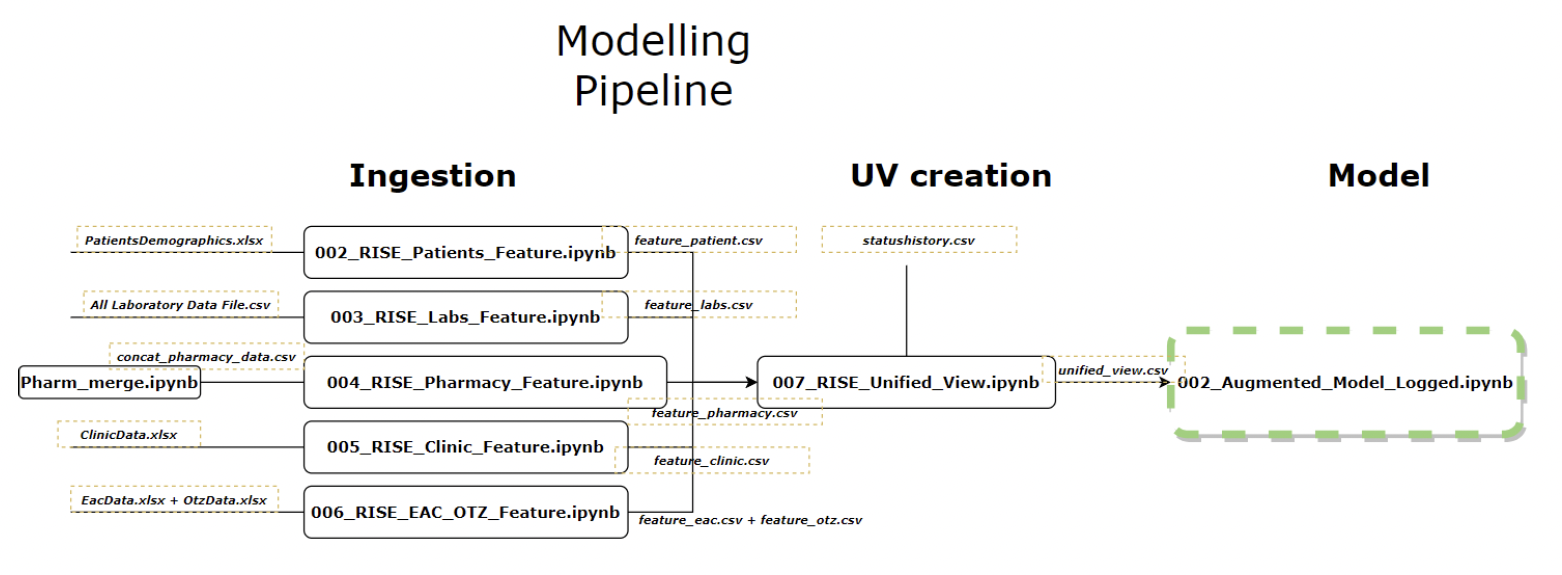 Modelling
Pipeline
Ingestion
UV creation
Model
PatientsDemographics.xlsx
002_RISE_Patients_Feature.ipynb
feature_patient.csv
statushistory.csv
All Laboratory Data File.csv
003_RISE_Labs_Feature.ipynb
feature_labs.csv
concat_pharmacy_data.csv
Pharm_merge.ipynb
004_RISE_Pharmacy_Feature.ipynb
007_RISE_Unified_View.ipynb
unified_view.csv
002_Augmented_Model_Logged.ipynb
feature_pharmacy.csv
ClinicData.xlsx
005_RISE_Clinic_Feature.ipynb
feature_clinic.csv
EacData.xlsx + OtzData.xlsx
006_RISE_EAC_OTZ_Feature.ipynb
feature_eac.csv + feature_otz.csv